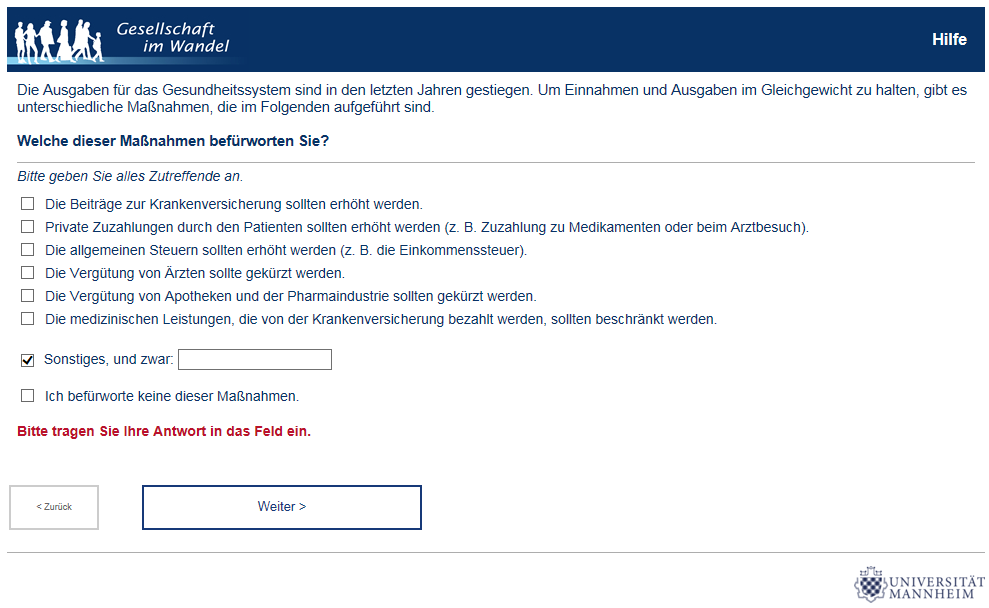 Gesellschaft
im Wandel
Hilfe
Die Ausgaben für das Gesundheitssystem sind in den letzten Jahren gestiegen. Um Einnahmen und Ausgaben im Gleichgewicht zu halten, gibt es
unterschiedliche Maßnahmen, die im Folgenden aufgeführt sind.
Welche dieser Maßnahmen befürworten Sie?
Bitte geben Sie alles Zutreffende an.
Die Beiträge zur Krankenversicherung sollten erhöht werden.
Private Zuzahlungen durch den Patienten sollten erhöht werden (z. B. Zuzahlung zu Medikamenten oder beim Arztbesuch).
Die allgemeinen Steuern sollten erhöht werden (z. B. die Einkommenssteuer).
Die Vergütung von Ärzten sollte gekürzt werden.
Die Vergütung von Apotheken und der Pharmaindustrie sollten gekürzt werden.
Die medizinischen Leistungen, die von der Krankenversicherung bezahlt werden, sollten beschränkt werden.
Sonstiges, und zwar:
Ich befürworte keine dieser Maßnahmen.
Bitte tragen Sie Ihre Antwort in das Feld ein.
< Zurück
Weiter >
UNIVERSITÄT
MANNHEIM